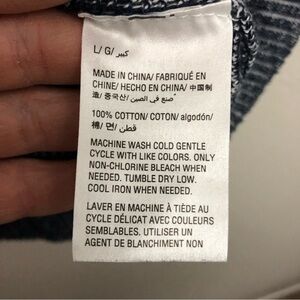 L/ G/ كبير
MADE IN CHINA/ FABRIQUÉ EN
CHINE/ HECHO EN CHINA/ 中国制
造/ 중국산/ صنع في الصين/
100% COTTON/ COTON/ algodón/
棉/ 면/ قطن/
MACHINE WASH COLD GENTLE
CYCLE WITH LIKE COLORS. ONLY
NON-CHLORINE BLEACH WHEN
NEEDED. TUMBLE DRY LOW.
COOL IRON WHEN NEEDED.
LAVER EN MACHINE À TIÈDE AU
CYCLE DÉLICAT AVEC COULEURS
SEMBLABLES. UTILISER UN
AGENT DE BLANCHIMENT NON